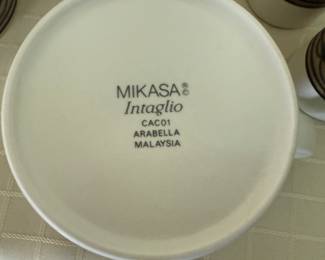 MIKASA®©
Intaglio
CAC01
ARABELLA
MALAYSIA